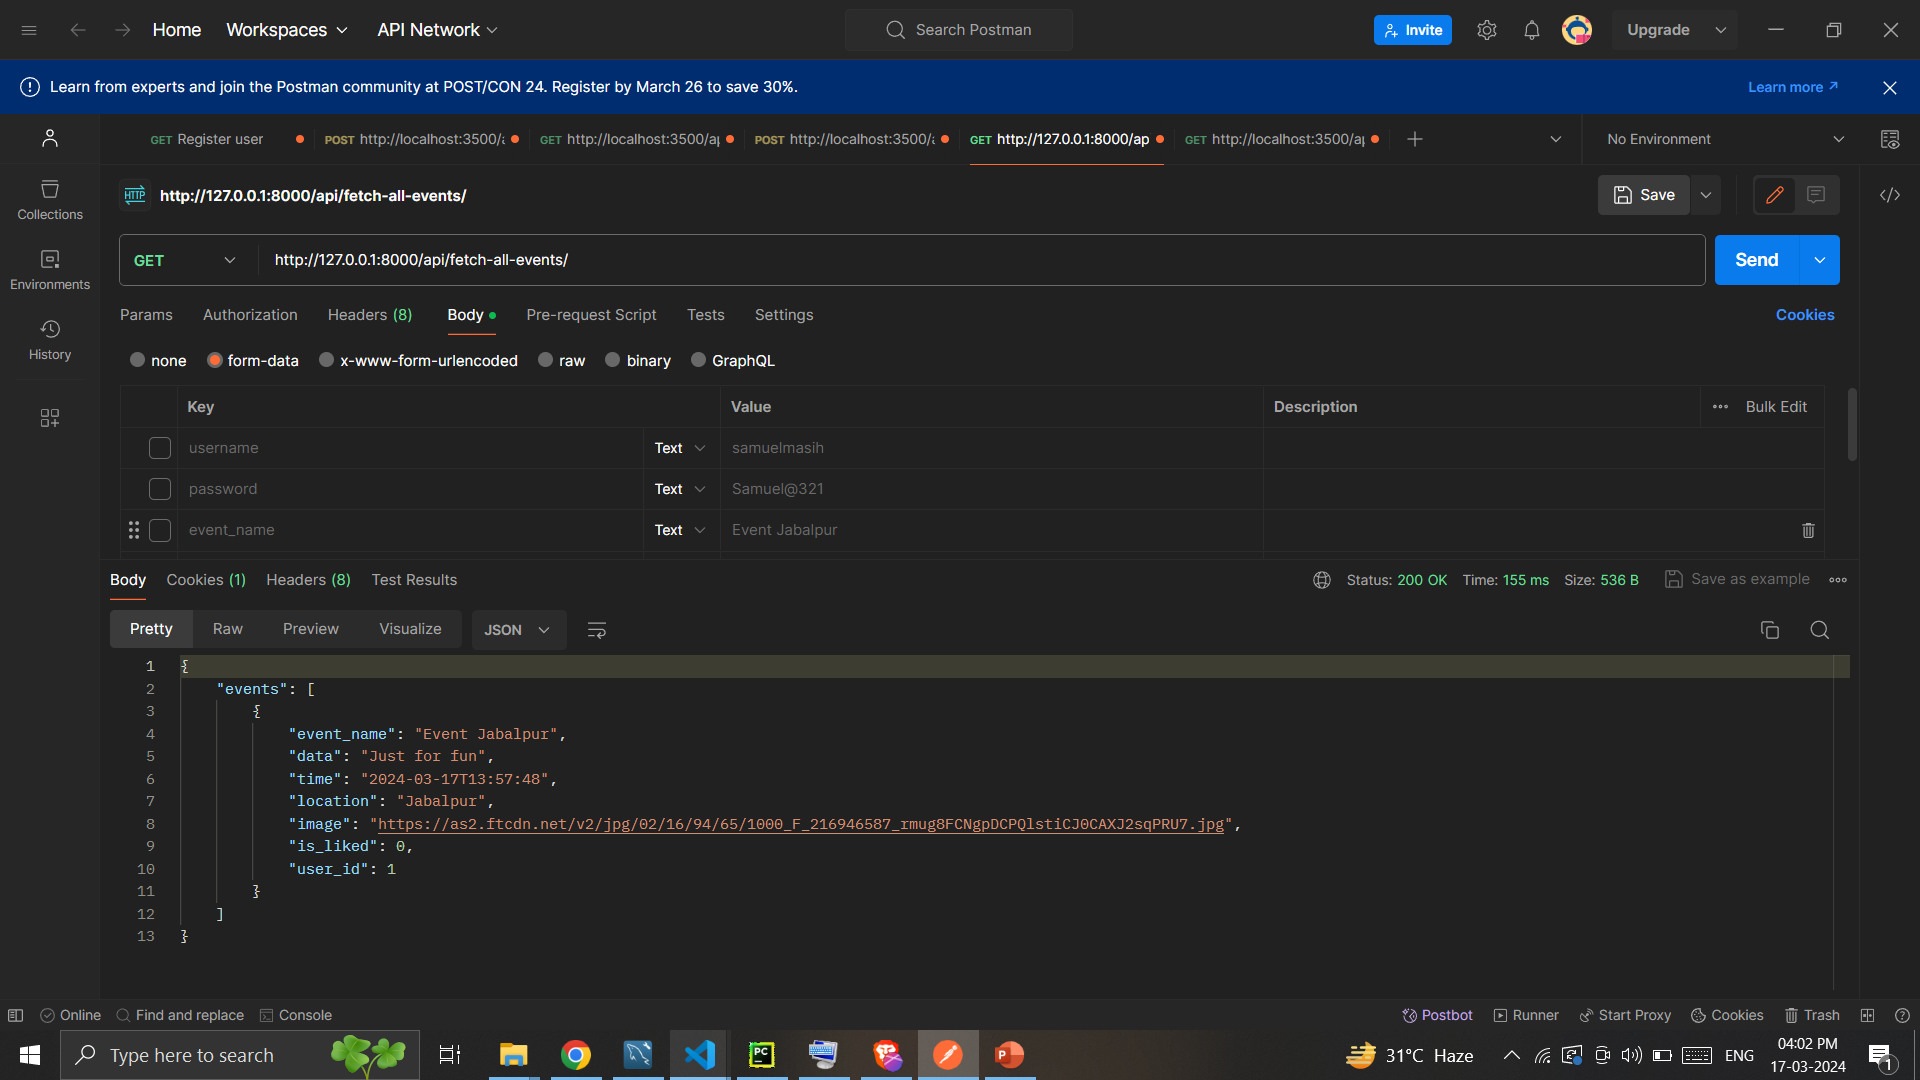 Home Workspaces API Network Search Postman Invite Upgrade
Learn from experts and join the Postman community at POST/CON 24. Register by March 26 to save 30%. Learn more
GET Register user POST http://localhost:3500/a GET http://localhost:3500/ap POST http://localhost:3500/a GET http://127.0.0.1:8000/ap GET http://localhost:3500/ap No Environment
HTTP http://127.0.0.1:8000/api/fetch-all-events/ Save
Collections
GET http://127.0.0.1:8000/api/fetch-all-events/ Send
Environments
Params Authorization Headers (8) Body Pre-request Script Tests Settings Cookies
History
none form-data x-www-form-urlencoded raw binary GraphQL
Key Value Description Bulk Edit
username Text samuelmasih
password Text Samuel@321
event_name Text Event Jabalpur
Body Cookies (1) Headers (8) Test Results Status: 200 OK Time: 155 ms Size: 536 B Save as example
Pretty Raw Preview Visualize JSON
1 {
2 "events": [
3 {
4 "event_name": "Event Jabalpur",
5 "data": "Just for fun",
6 "time": "2024-03-17T13:57:48",
7 "location": "Jabalpur",
8 "image": "https://as2.ftcdn.net/v2/jpg/02/16/94/65/1000_F_216946587_rmug8FCNgpDCPQlstiCJ0CAXJ2sqPRU7.jpg",
9 "is_liked": 0,
10 "user_id": 1
11 }
12 ]
13 }
Online Find and replace Console Postbot Runner Start Proxy Cookies Trash
Type here to search PC P 31°C Haze ENG 04:02 PM
17-03-2024 1